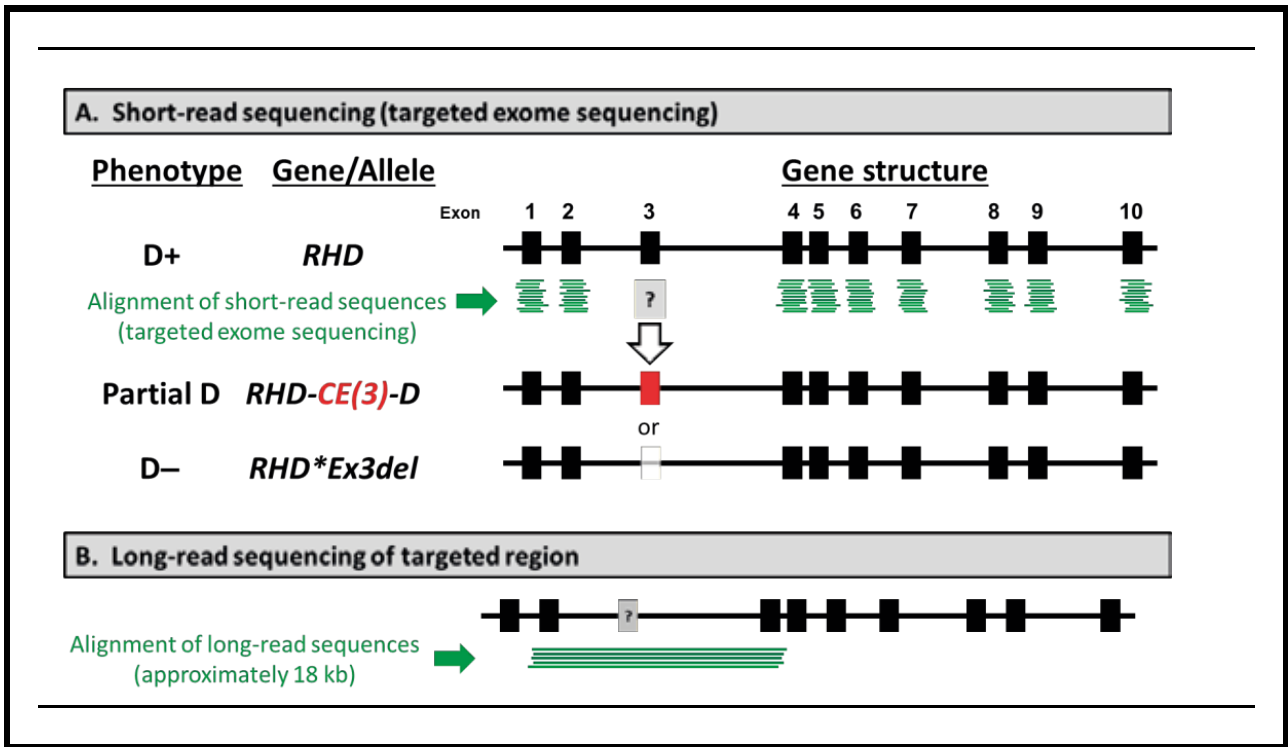 A. Short-read sequencing (targeted exome sequencing)
Phenotype Gene/Allele Gene structure
Exon 1 2 3 4 5 6 7 8 9 10
D+ RHD
Alignment of short-read sequences
(targeted exome sequencing)
?
Partial D RHD-CE(3)-D
or
D– RHD*Ex3del
B. Long-read sequencing of targeted region
?
Alignment of long-read sequences
(approximately 18 kb)